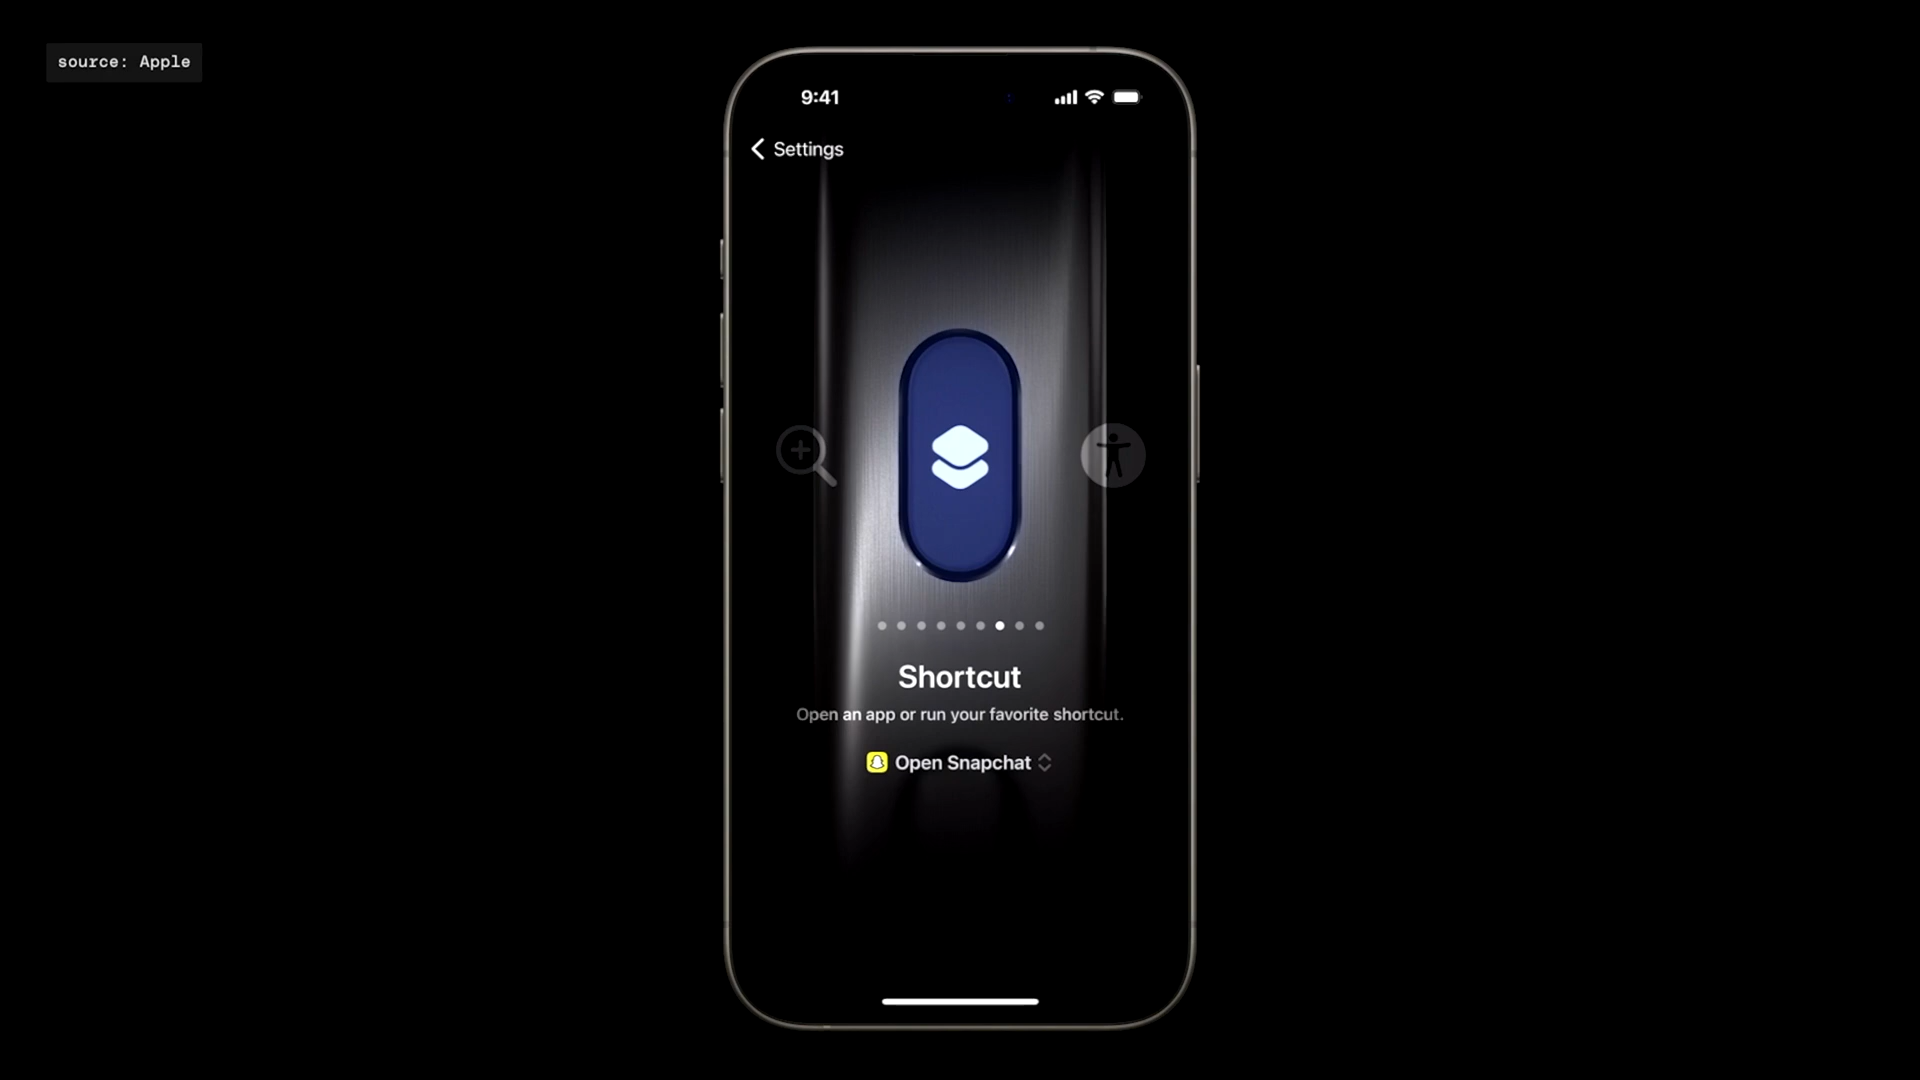 source: Apple
9:41
Settings
Shortcut
Open an app or run your favorite shortcut.
Open Snapchat